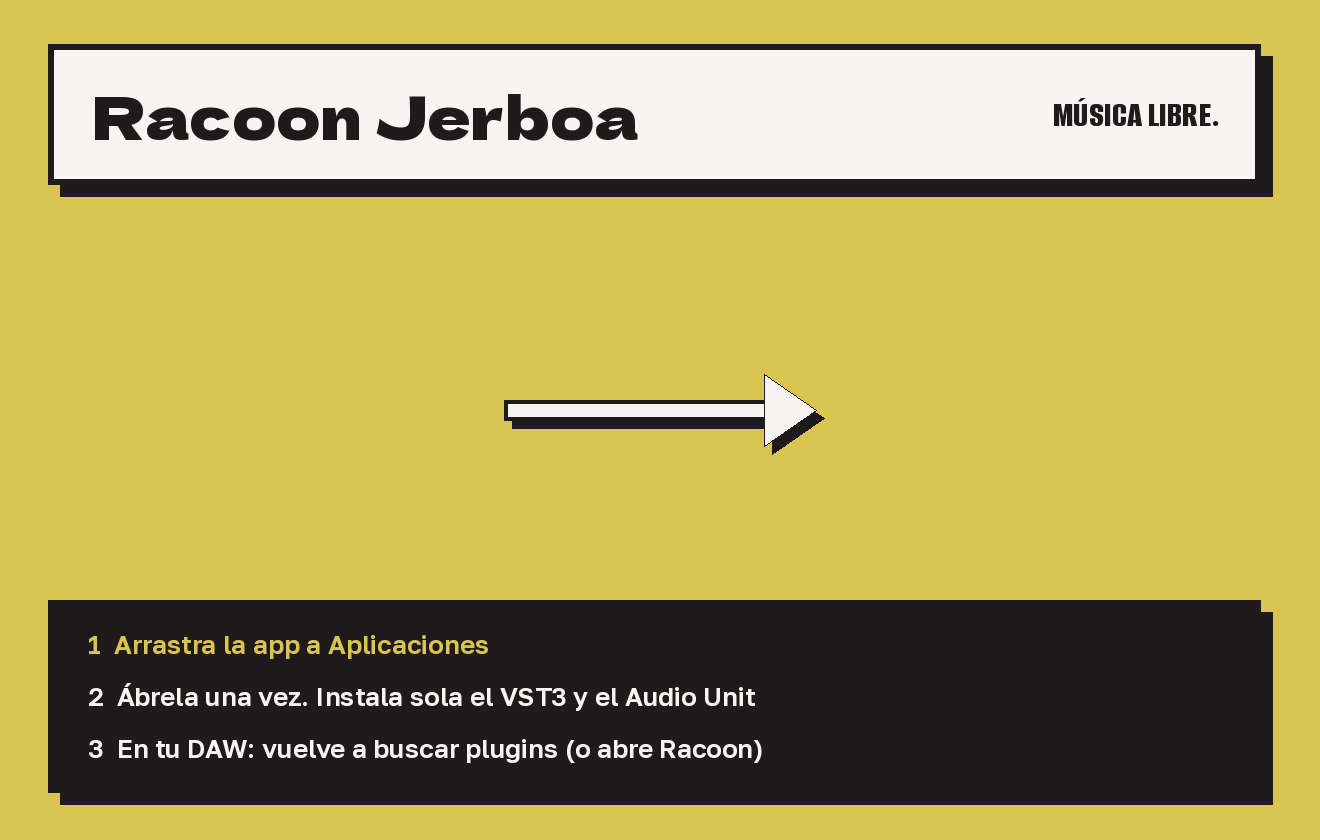 Racoon Jerboa
MÚSICA LIBRE.
1 Arrastra la app a Aplicaciones
2 Ábrela una vez. Instala sola el VST3 y el Audio Unit
3 En tu DAW: vuelve a buscar plugins (o abre Racoon)